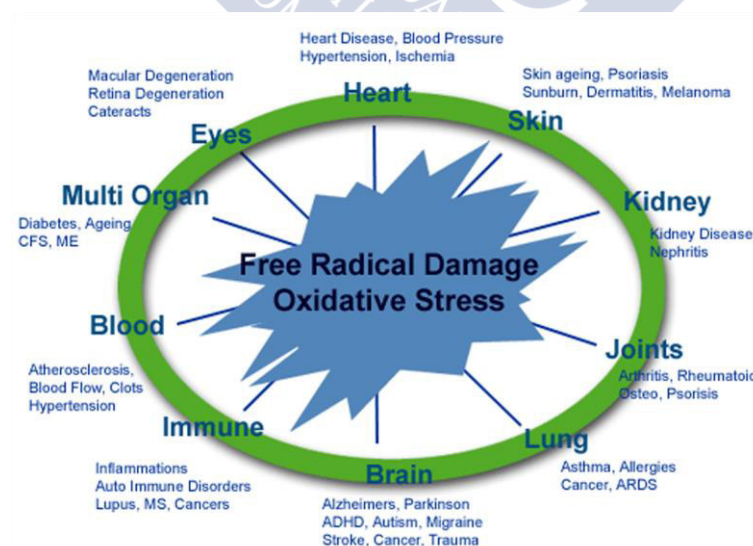 Heart Disease, Blood Pressure
Hypertension, Ischemia
Heart
Skin ageing, Psoriasis
Sunburn, Dermatitis, Melanoma
Skin
Kidney
Kidney Disease
Nephritis
Joints
Arthritis, Rheumatoid
Osteo, Psorisis
Lung
Asthma, Allergies
Cancer, ARDS
Brain
Alzheimers, Parkinson
ADHD, Autism, Migraine
Stroke, Cancer, Trauma
Immune
Inflammations
Auto Immune Disorders
Lupus, MS, Cancers
Blood
Atherosclerosis,
Blood Flow, Clots
Hypertension
Multi Organ
Diabetes, Ageing
CFS, ME
Macular Degeneration
Retina Degeneration
Cateracts
Eyes
Free Radical Damage
Oxidative Stress